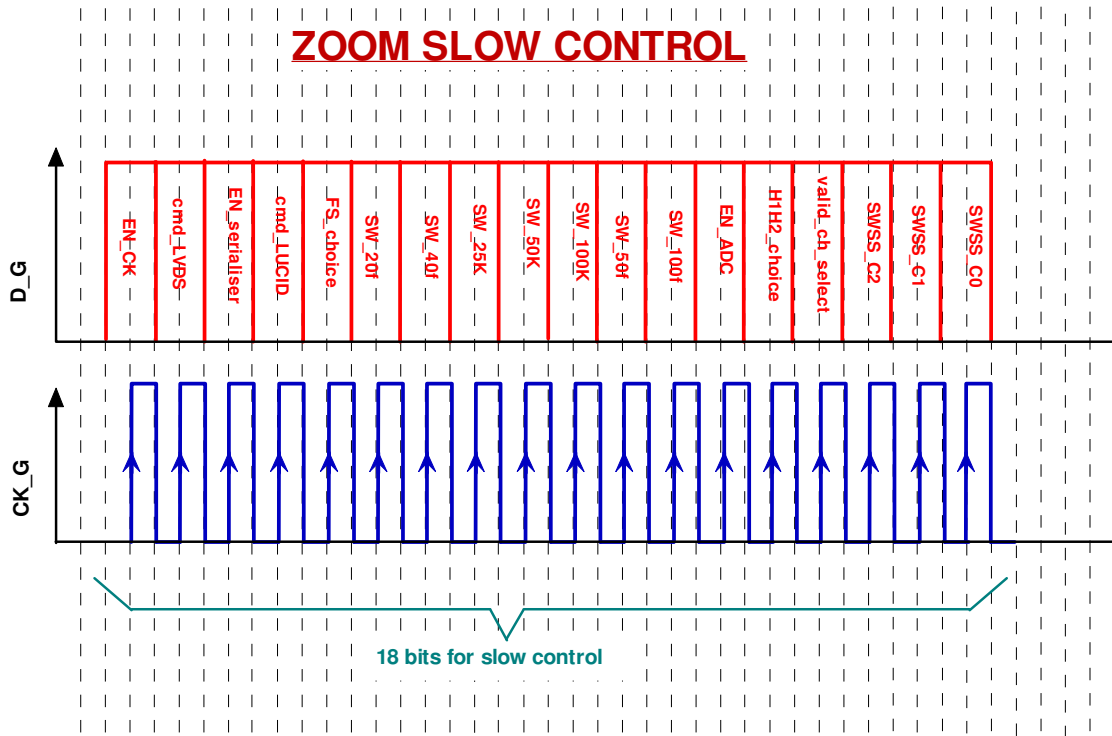 ZOOM SLOW CONTROL
D_G
EN_CK
cmd_LVDS
EN_serialiser
cmd_LUCID
FS_choice
SW_20f
SW_40f
SW_25K
SW_50K
SW_100K
SW_50f
SW_100f
EN_ADC
H1H2_choice
valid_ch_select
SWSS_C2
SWSS_C1
SWSS_C0
CK_G
18 bits for slow control